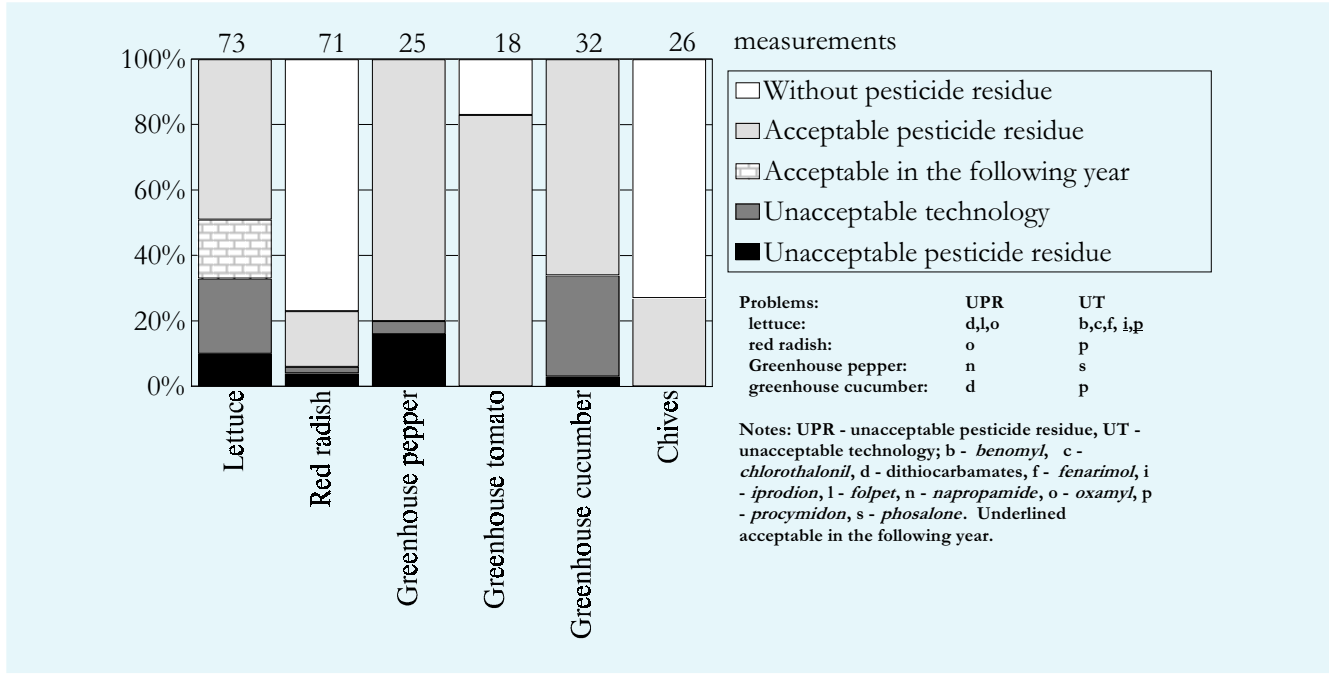 73 71 25 18 32 26 measurements
100%
80%
60%
40%
20%
0%
Lettuce
Red radish
Greenhouse pepper
Greenhouse tomato
Greenhouse cucumber
Chives
Without pesticide residue
Acceptable pesticide residue
Acceptable in the following year
Unacceptable technology
Unacceptable pesticide residue
Problems: UPR UT
lettuce: d,l,o b,c,f, i,p
red radish: o p
Greenhouse pepper: n s
greenhouse cucumber: d p
Notes: UPR - unacceptable pesticide residue, UT -
unacceptable technology; b - benomyl, c -
chlorothalonil, d - dithiocarbamates, f - fenarimol, i
- iprodion, l - folpet, n - napropamide, o - oxamyl, p
- procymidon, s - phosalone. Underlined
acceptable in the following year.